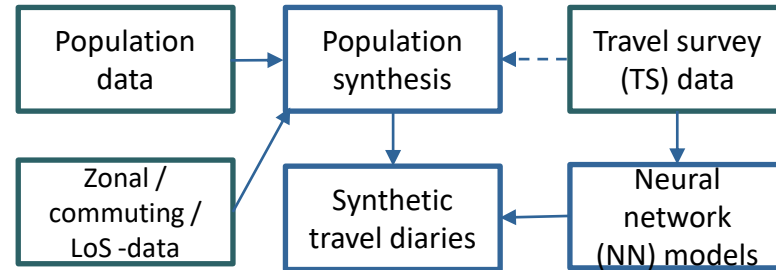 Population
data
Population
synthesis
Travel survey
(TS) data
Zonal /
commuting /
LoS -data
Synthetic
travel diaries
Neural
network
(NN) models